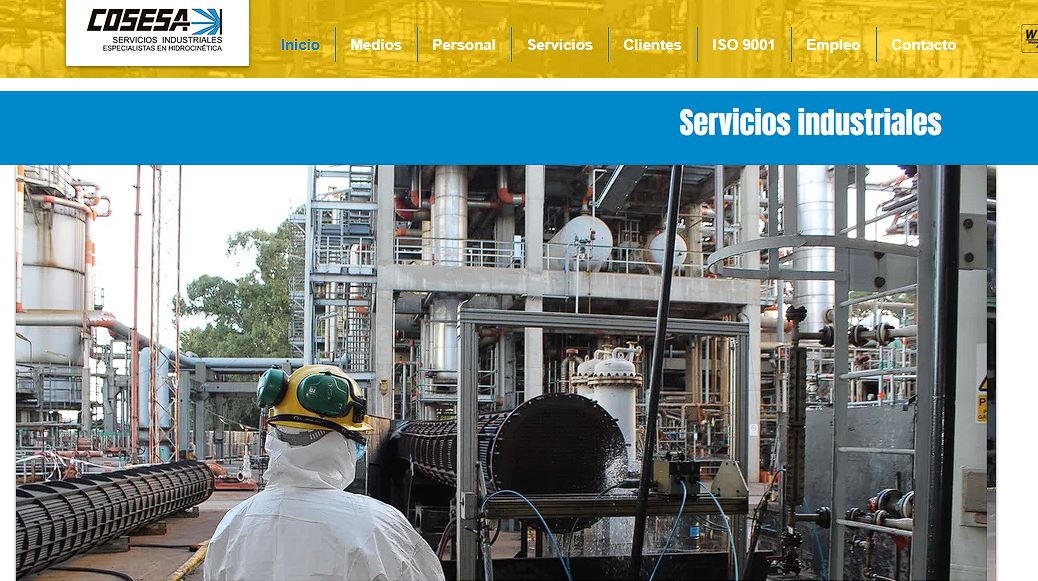 COSESA
SERVICIOS INDUSTRIALES
ESPECIALISTAS EN HIDROCINÉTICA
Inicio
Medios
Personal
Servicios
Clientes
ISO 9001
Empleo
Contacto
Servicios industriales